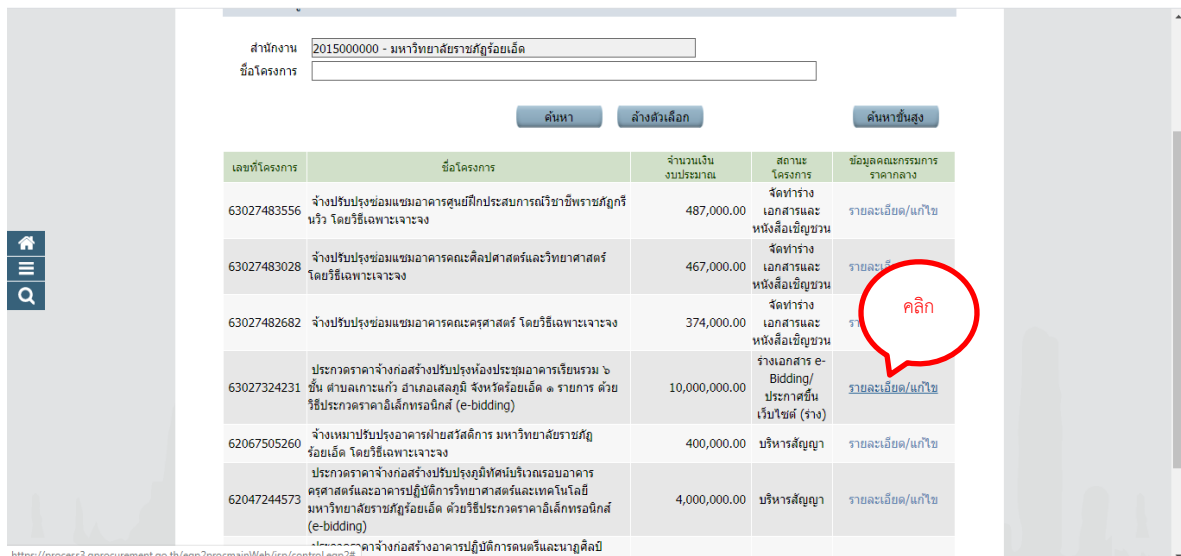 สำนักงาน 2015000000 - มหาวิทยาลัยราชภัฏร้อยเอ็ด
ชื่อโครงการ
ค้นหา ล้างตัวเลือก ค้นหาขั้นสูง
เลขที่โครงการ ชื่อโครงการ จำนวนเงิน งบประมาณ สถานะ โครงการ ข้อมูลคณะกรรมการ ราคากลาง
63027483556 จ้างปรับปรุงซ่อมแซมอาคารศูนย์ฝึกประสบการณ์วิชาชีพราชภัฏกรี
นวิว โดยวิธีเฉพาะเจาะจง
487,000.00
จัดทำร่าง
เอกสารและ
หนังสือเชิญชวน
รายละเอียด/แก้ไข
63027483028 จ้างปรับปรุงซ่อมแซมอาคารคณะศิลปศาสตร์และวิทยาศาสตร์
โดยวิธีเฉพาะเจาะจง
467,000.00
จัดทำร่าง
เอกสารและ
หนังสือเชิญชวน
63027482682 จ้างปรับปรุงซ่อมแซมอาคารคณะครุศาสตร์ โดยวิธีเฉพาะเจาะจง
374,000.00
จัดทำร่าง
เอกสารและ
หนังสือเชิญชวน
คลิก
63027324231 ประกวดราคาจ้างก่อสร้างปรับปรุงห้องประชุมอาคารเรียนรวม ๖
ชั้น ตำบลเกาะแก้ว อำเภอเสลภูมิ จังหวัดร้อยเอ็ด ๑ รายการ ด้วย
วิธีประกวดราคาอิเล็กทรอนิกส์ (e-bidding)
10,000,000.00
ร่างเอกสาร e-
Bidding/
ประกาศขึ้น
เว็บไซต์ (ร่าง)
รายละเอียด/แก้ไข
62067505260 จ้างเหมาปรับปรุงอาคารฝ่ายสวัสดิการ มหาวิทยาลัยราชภัฏ
ร้อยเอ็ด โดยวิธีเฉพาะเจาะจง
400,000.00 บริหารสัญญา รายละเอียด/แก้ไข
62047244573 ประกวดราคาจ้างก่อสร้างปรับปรุงภูมิทัศน์บริเวณรอบอาคาร
ครุศาสตร์และอาคารปฏิบัติการวิทยาศาสตร์และเทคโนโลยี
มหาวิทยาลัยราชภัฏร้อยเอ็ด ด้วยวิธีประกวดราคาอิเล็กทรอนิกส์
(e-bidding)
4,000,000.00 บริหารสัญญา รายละเอียด/แก้ไข
ประกวดราคาจ้างก่อสร้างอาคารปฏิบัติการดนตรีและนาฏศิลป์